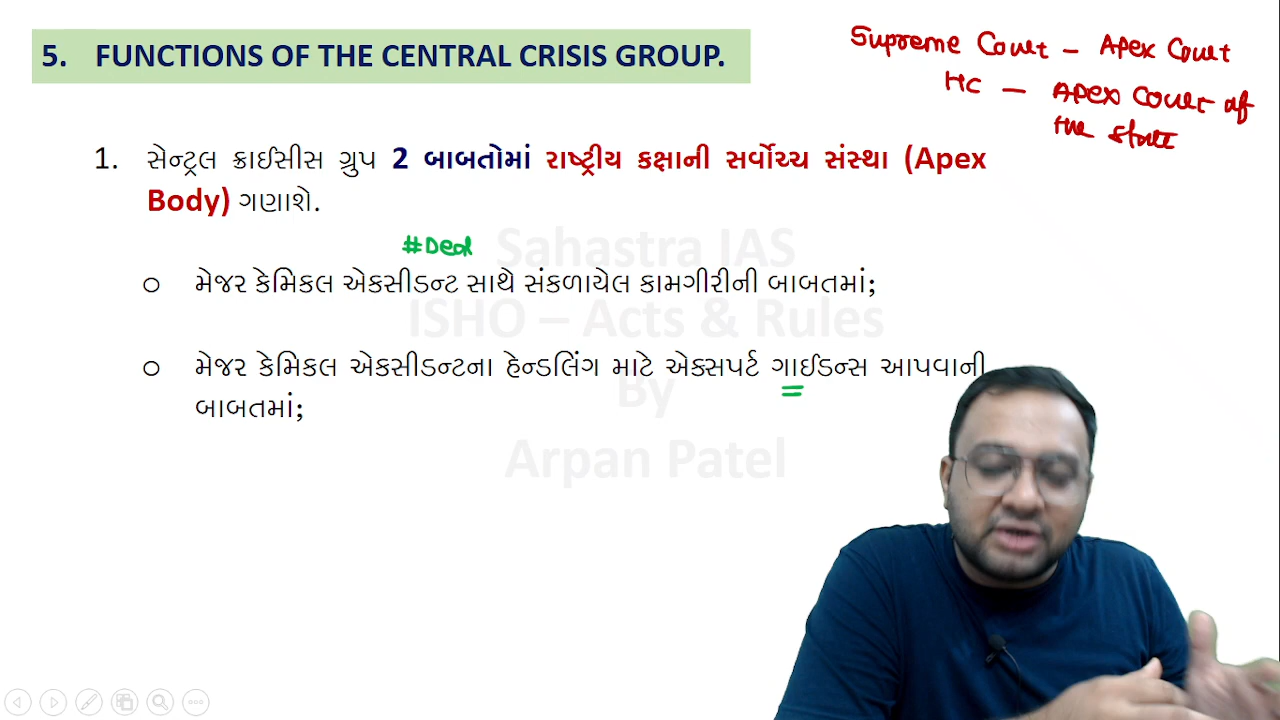 5. FUNCTIONS OF THE CENTRAL CRISIS GROUP.
Supreme Court – Apex Court
HC – Apex Court of
the state
1. સેન્ટ્રલ ક્રાઈસીસ ગ્રુપ 2 બાબતોમાં રાષ્ટ્રીય કક્ષાની સર્વોચ્ચ સંસ્થા (Apex
Body) ગણાશે.
#Deal
Sahastra IAS
○ મેજર કેમિકલ એકસીડન્ટ સાથે સંકળાયેલ કામગીરીની બાબતમાં;
ISHO – Acts & Rules
○ મેજર કેમિકલ એકસીડન્ટના હેન્ડલિંગ માટે એક્સપર્ટ ગાઈડન્સ આપવાની
By
બાબતમાં;
Arpan Patel